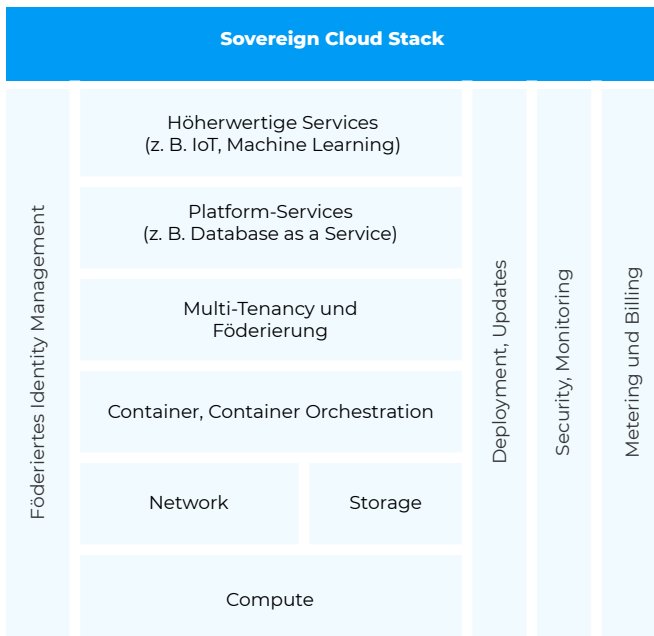 Sovereign Cloud Stack
Föderiertes Identity Management
Höherwertige Services
(z. B. IoT, Machine Learning)
Platform-Services
(z. B. Database as a Service)
Multi-Tenancy und
Föderierung
Container, Container Orchestration
Network
Storage
Compute
Deployment, Updates
Security, Monitoring
Metering und Billing